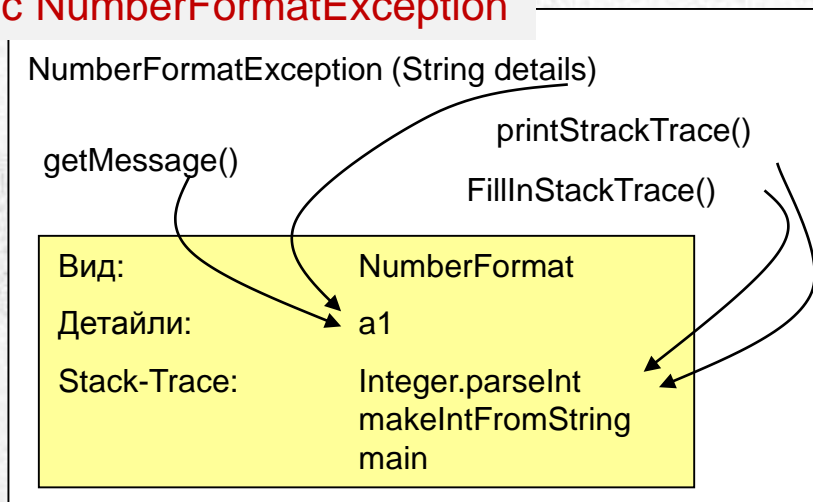 с NumberFormatException
NumberFormatException (String details)
printStrackTrace()
getMessage()
FillInStackTrace()
Вид: NumberFormat
Детайли: a1
Stack-Trace: Integer.parseInt
makeIntFromString
main